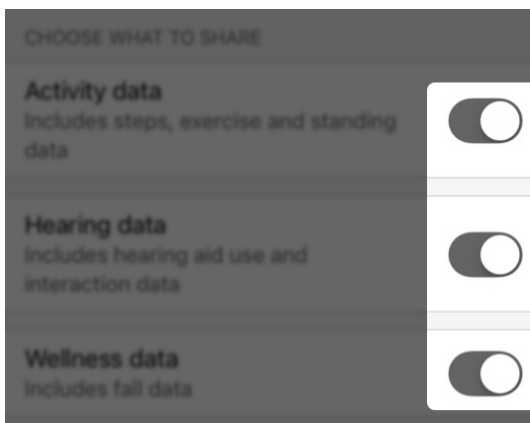 CHOOSE WHAT TO SHARE
Activity data
Includes steps, exercise and standing
data
Hearing data
Includes hearing aid use and
interaction data
Wellness data
Includes fall data